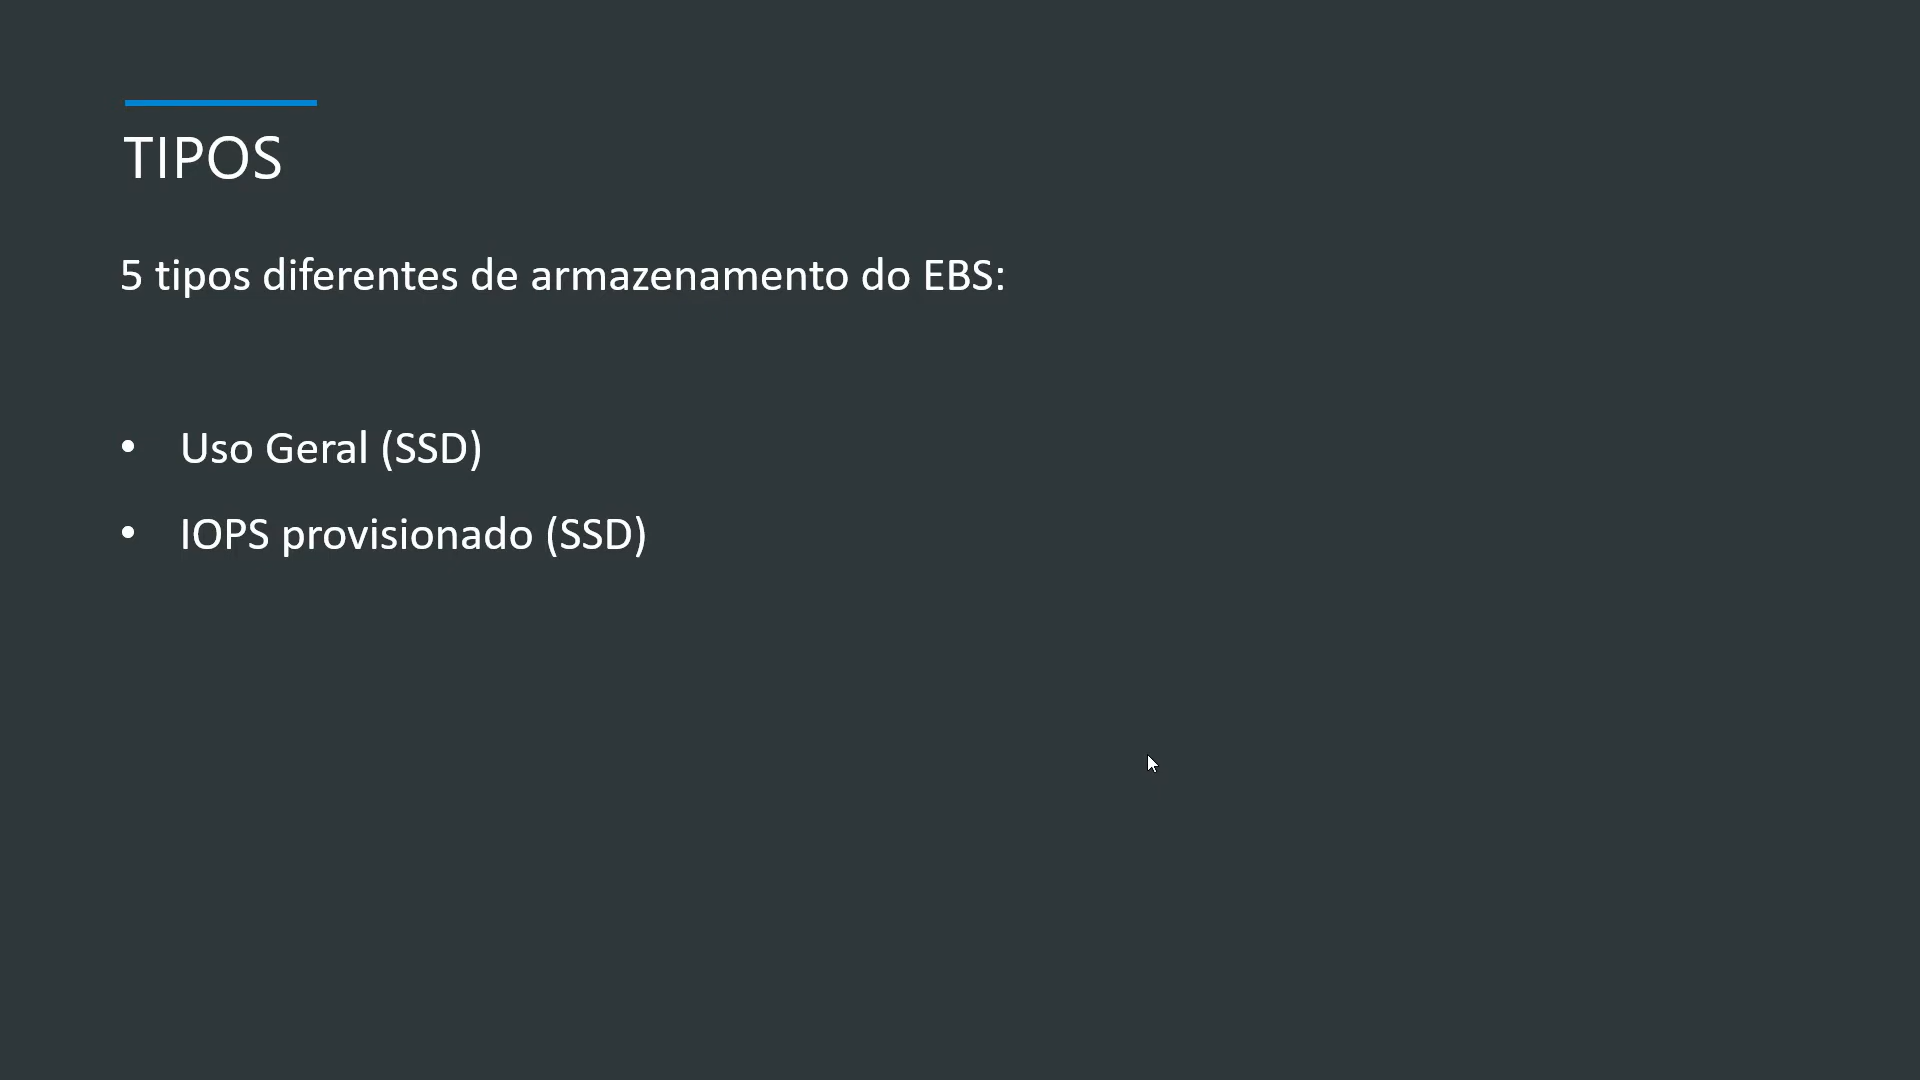 TIPOS
5 tipos diferentes de armazenamento do EBS:
• Uso Geral (SSD)
• IOPS provisionado (SSD)